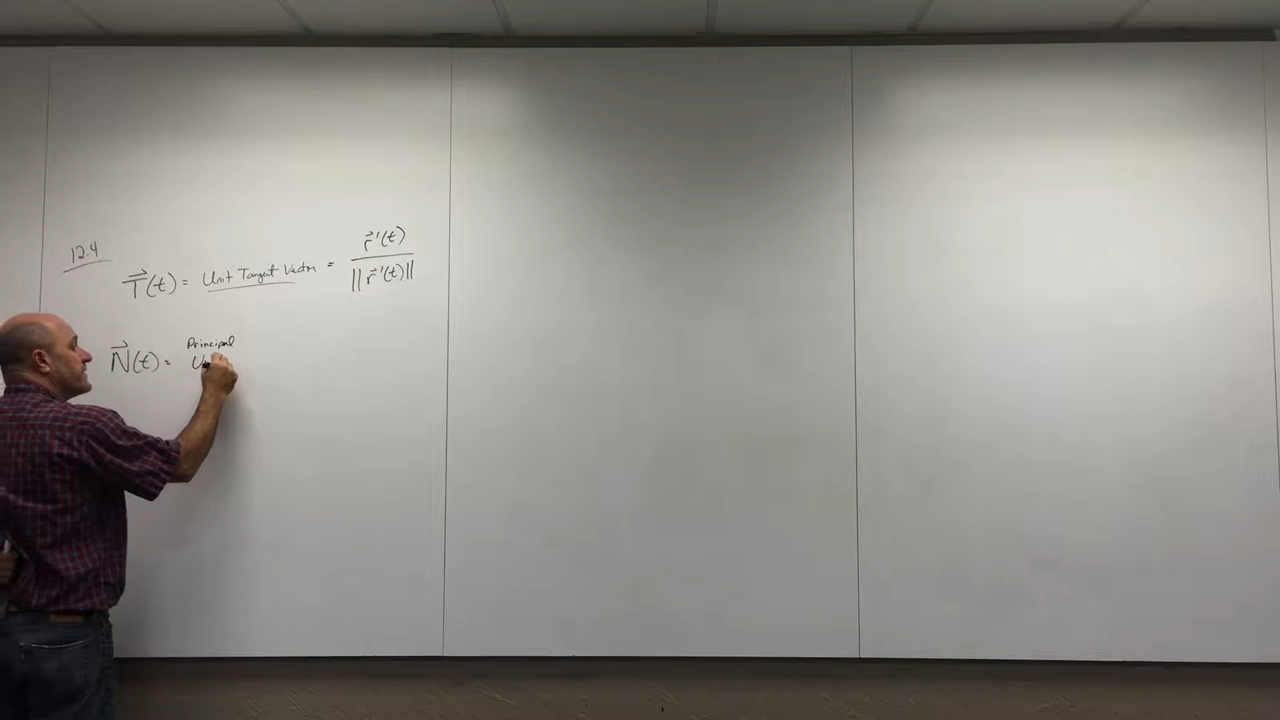 12.4
T⃗(t) = Unit Tangent Vector = r⃗'(t) / ||r⃗'(t)||
N⃗(t) = Principal
U